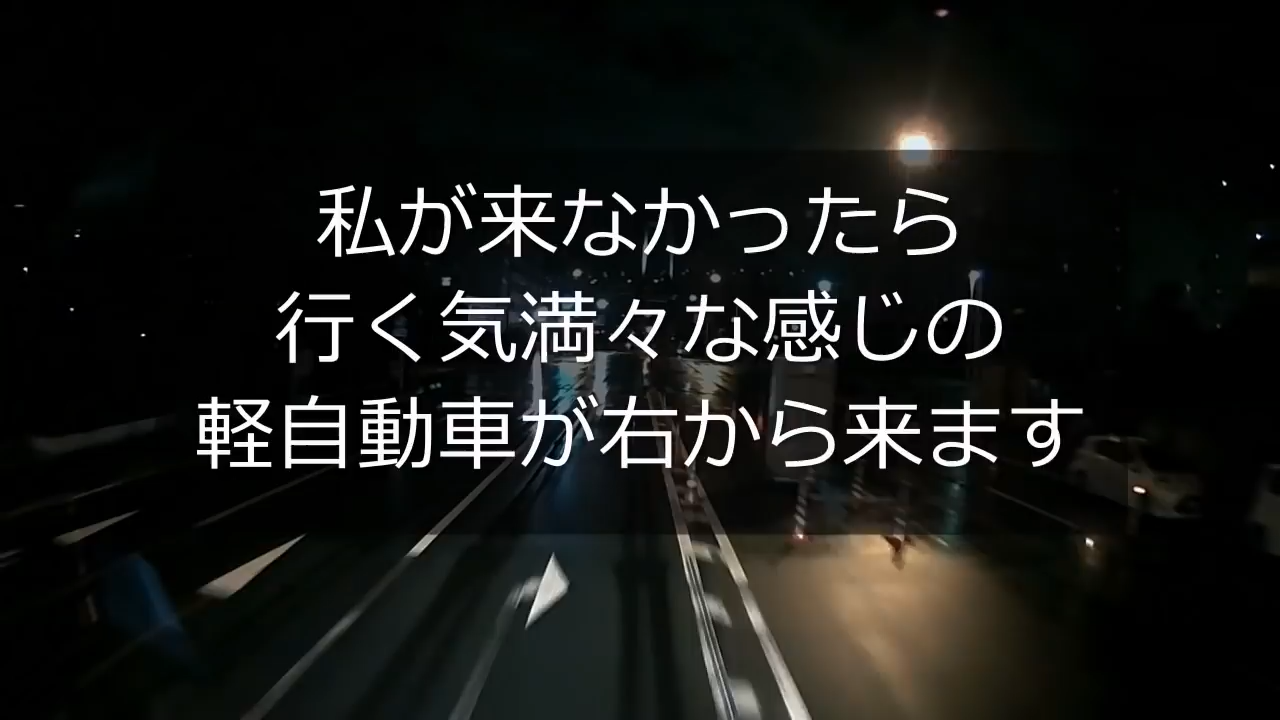 私が来なかったら
行く気満々な感じの
軽自動車が右から来ます